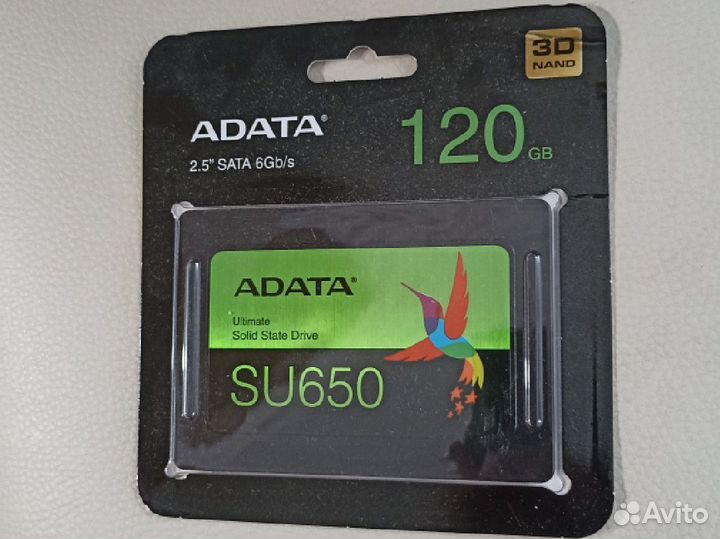 3D
NAND
ADATA®
120 GB
2.5" SATA 6Gb/s
ADATA®
Ultimate
Solid State Drive
SU650
Avito